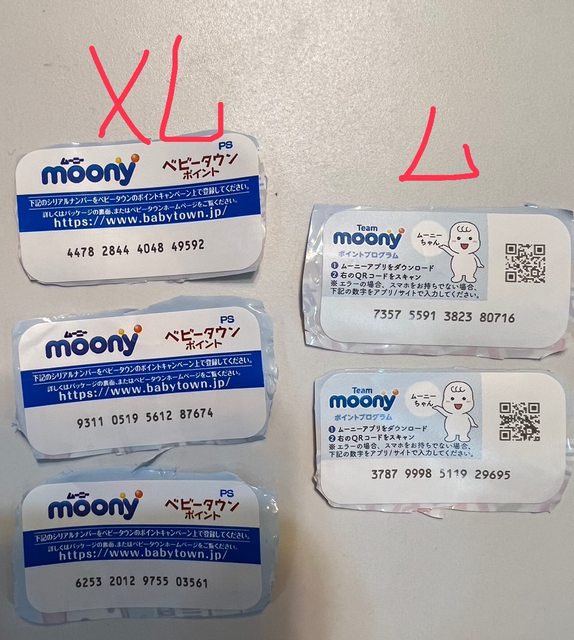 XL
ムーニー
moony
PS
ベビータウン
ポイント
下記のシリアルナンバーをベビータウンのポイントキャンペーン上で登録してください。
詳しくはパッケージの裏面、またはベビータウンホームページをご覧ください。
https://www.babytown.jp/
4478 2844 4048 49592
ムーニー
moony
PS
ベビータウン
ポイント
下記のシリアルナンバーをベビータウンのポイントキャンペーン上で登録してください。
詳しくはパッケージの裏面、またはベビータウンホームページをご覧ください。
https://www.babytown.jp/
9311 0519 5612 87674
ムーニー
moony
PS
ベビータウン
ポイント
下記のシリアルナンバーをベビータウンのポイントキャンペーン上で登録してください。
詳しくはパッケージの裏面、またはベビータウンホームページをご覧ください。
https://www.babytown.jp/
6253 2012 9755 03561
L
Team
moony
ムーニー
ちゃん
ポイントプログラム
❶ ムーニーアプリをダウンロード
❷ 右のQRコードをスキャン
※ エラーの場合、スマホをお持ちでない場合、
下記の数字をアプリ/サイトで入力してください。
7357 5591 3823 80716
Team
moony
ムーニー
ちゃん
ポイントプログラム
❶ ムーニーアプリをダウンロード
❷ 右のQRコードをスキャン
※ エラーの場合、スマホをお持ちでない場合、
下記の数字をアプリ/サイトで入力してください。
3787 9998 5119 29695